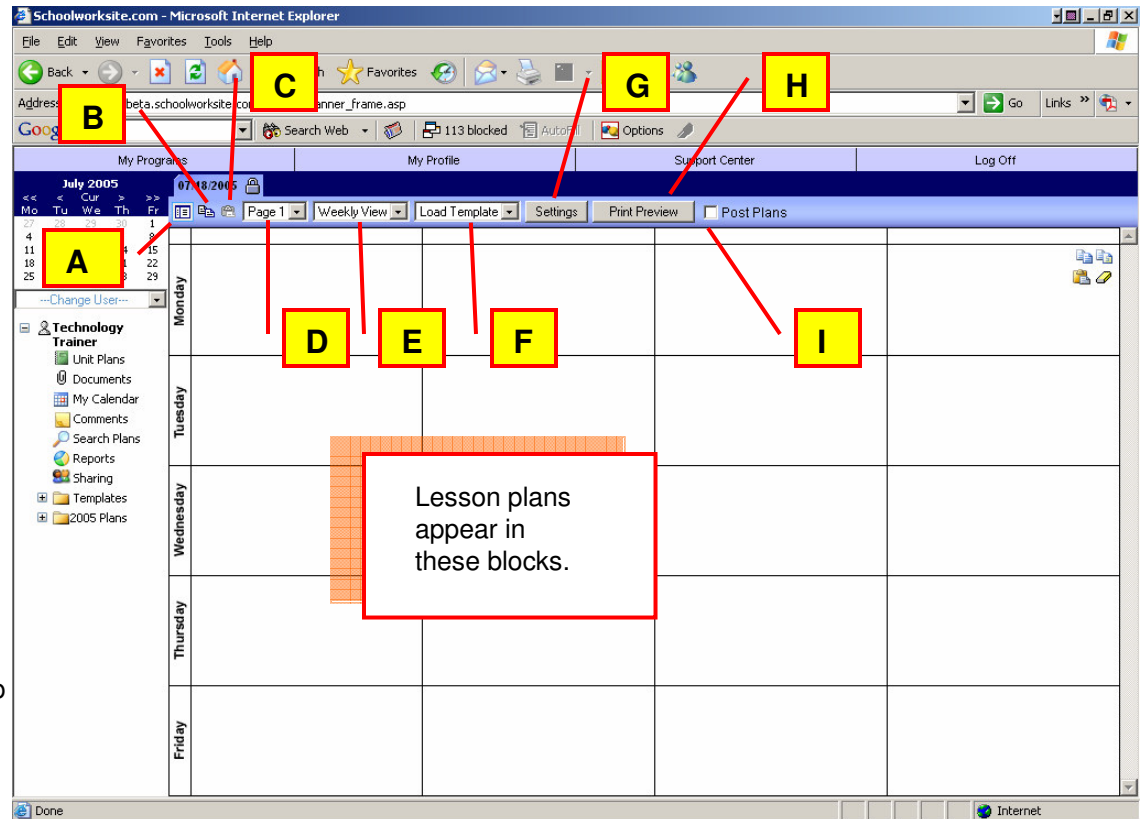 Schoolworksite.com - Microsoft Internet Explorer
File Edit View Favorites Tools Help
Back Favorites
C G H
Address beta.schoolworksite.co anner_frame.asp Go Links »
B
Goog Search Web 113 blocked AutoFill Options
My Programs My Profile Support Center Log Off
July 2005 07/18/2005
<< < Cur > >>
Mo Tu We Th Fr Page 1 Weekly View Load Template Settings Print Preview Post Plans
27 28 29 30 1
4 8
11 15
18 22
25 29
A
---Change User---
Monday
D E F I
Technology
Trainer
Unit Plans
Documents
My Calendar
Comments
Search Plans
Reports
Sharing
Templates
2005 Plans
Tuesday
Wednesday
Lesson plans
appear in
these blocks.
Thursday
Friday
Done Internet